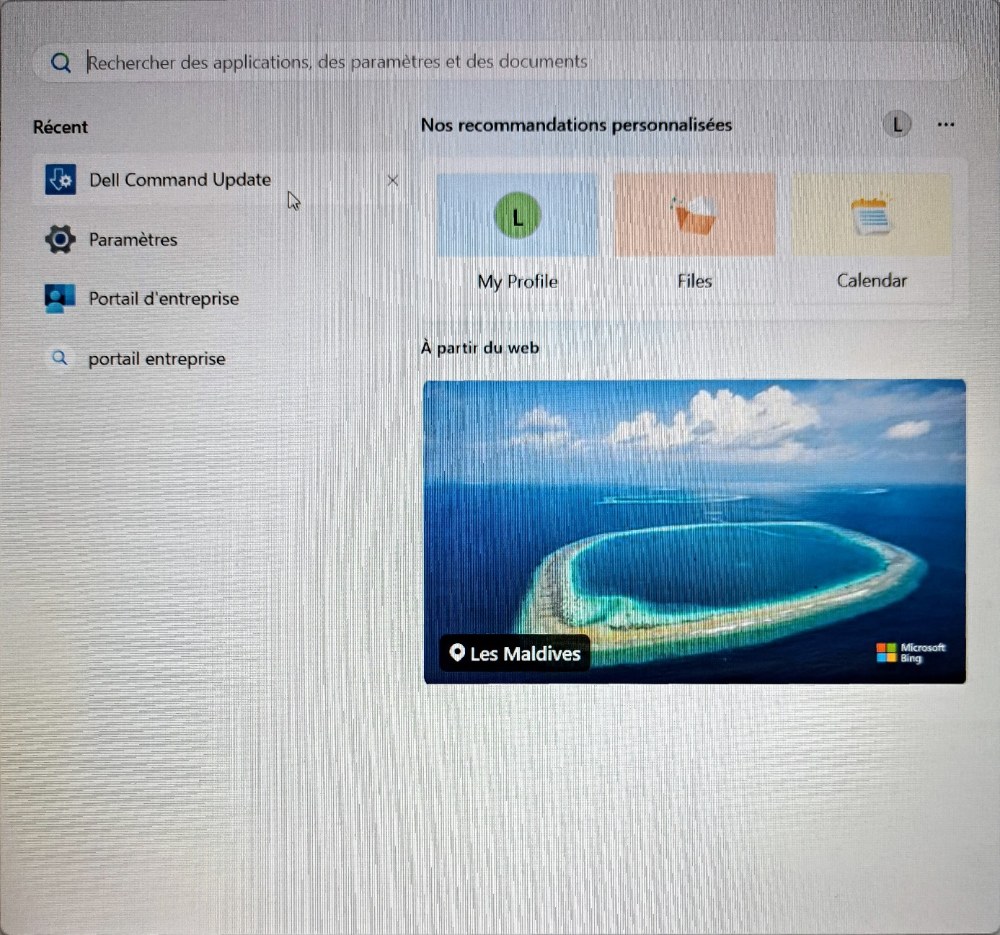 Rechercher des applications, des paramètres et des documents
Récent
Dell Command Update
Paramètres
Portail d'entreprise
portail entreprise
Nos recommandations personnalisées
L
L
My Profile
Files
Calendar
À partir du web
Les Maldives
Microsoft
Bing